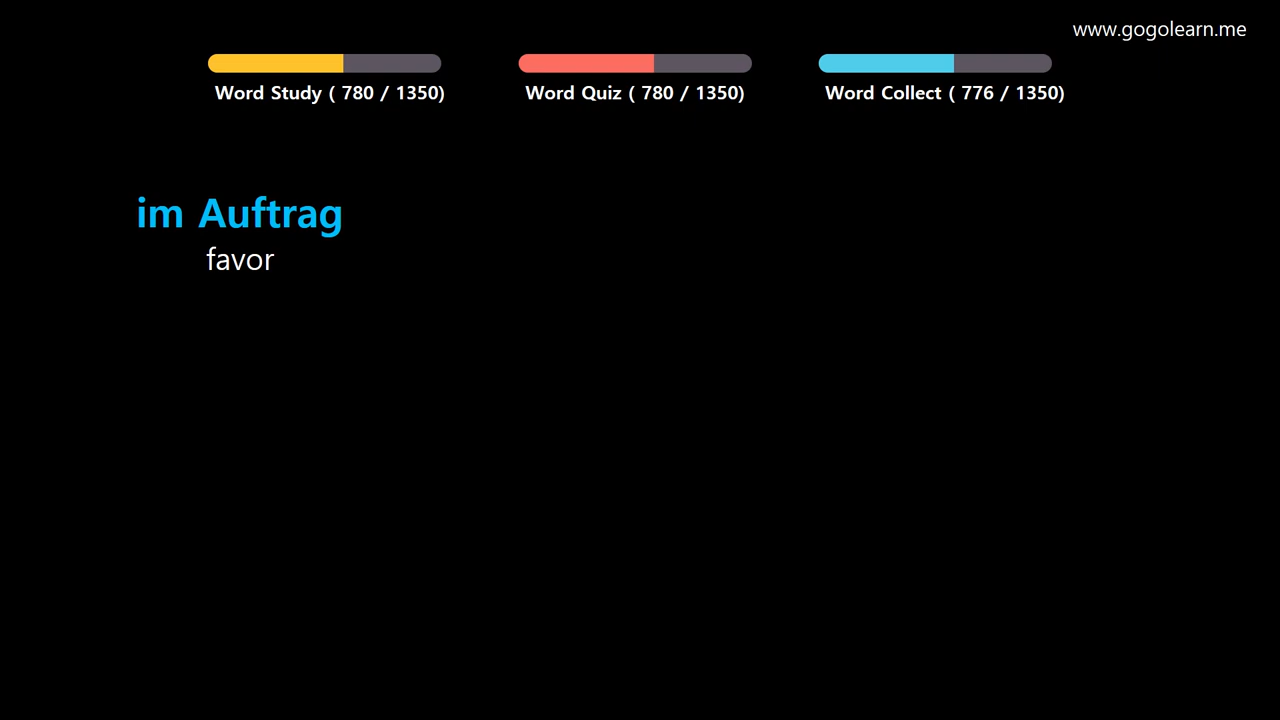 www.gogolearn.me
Word Study ( 780 / 1350)
Word Quiz ( 780 / 1350)
Word Collect ( 776 / 1350)
im Auftrag
favor